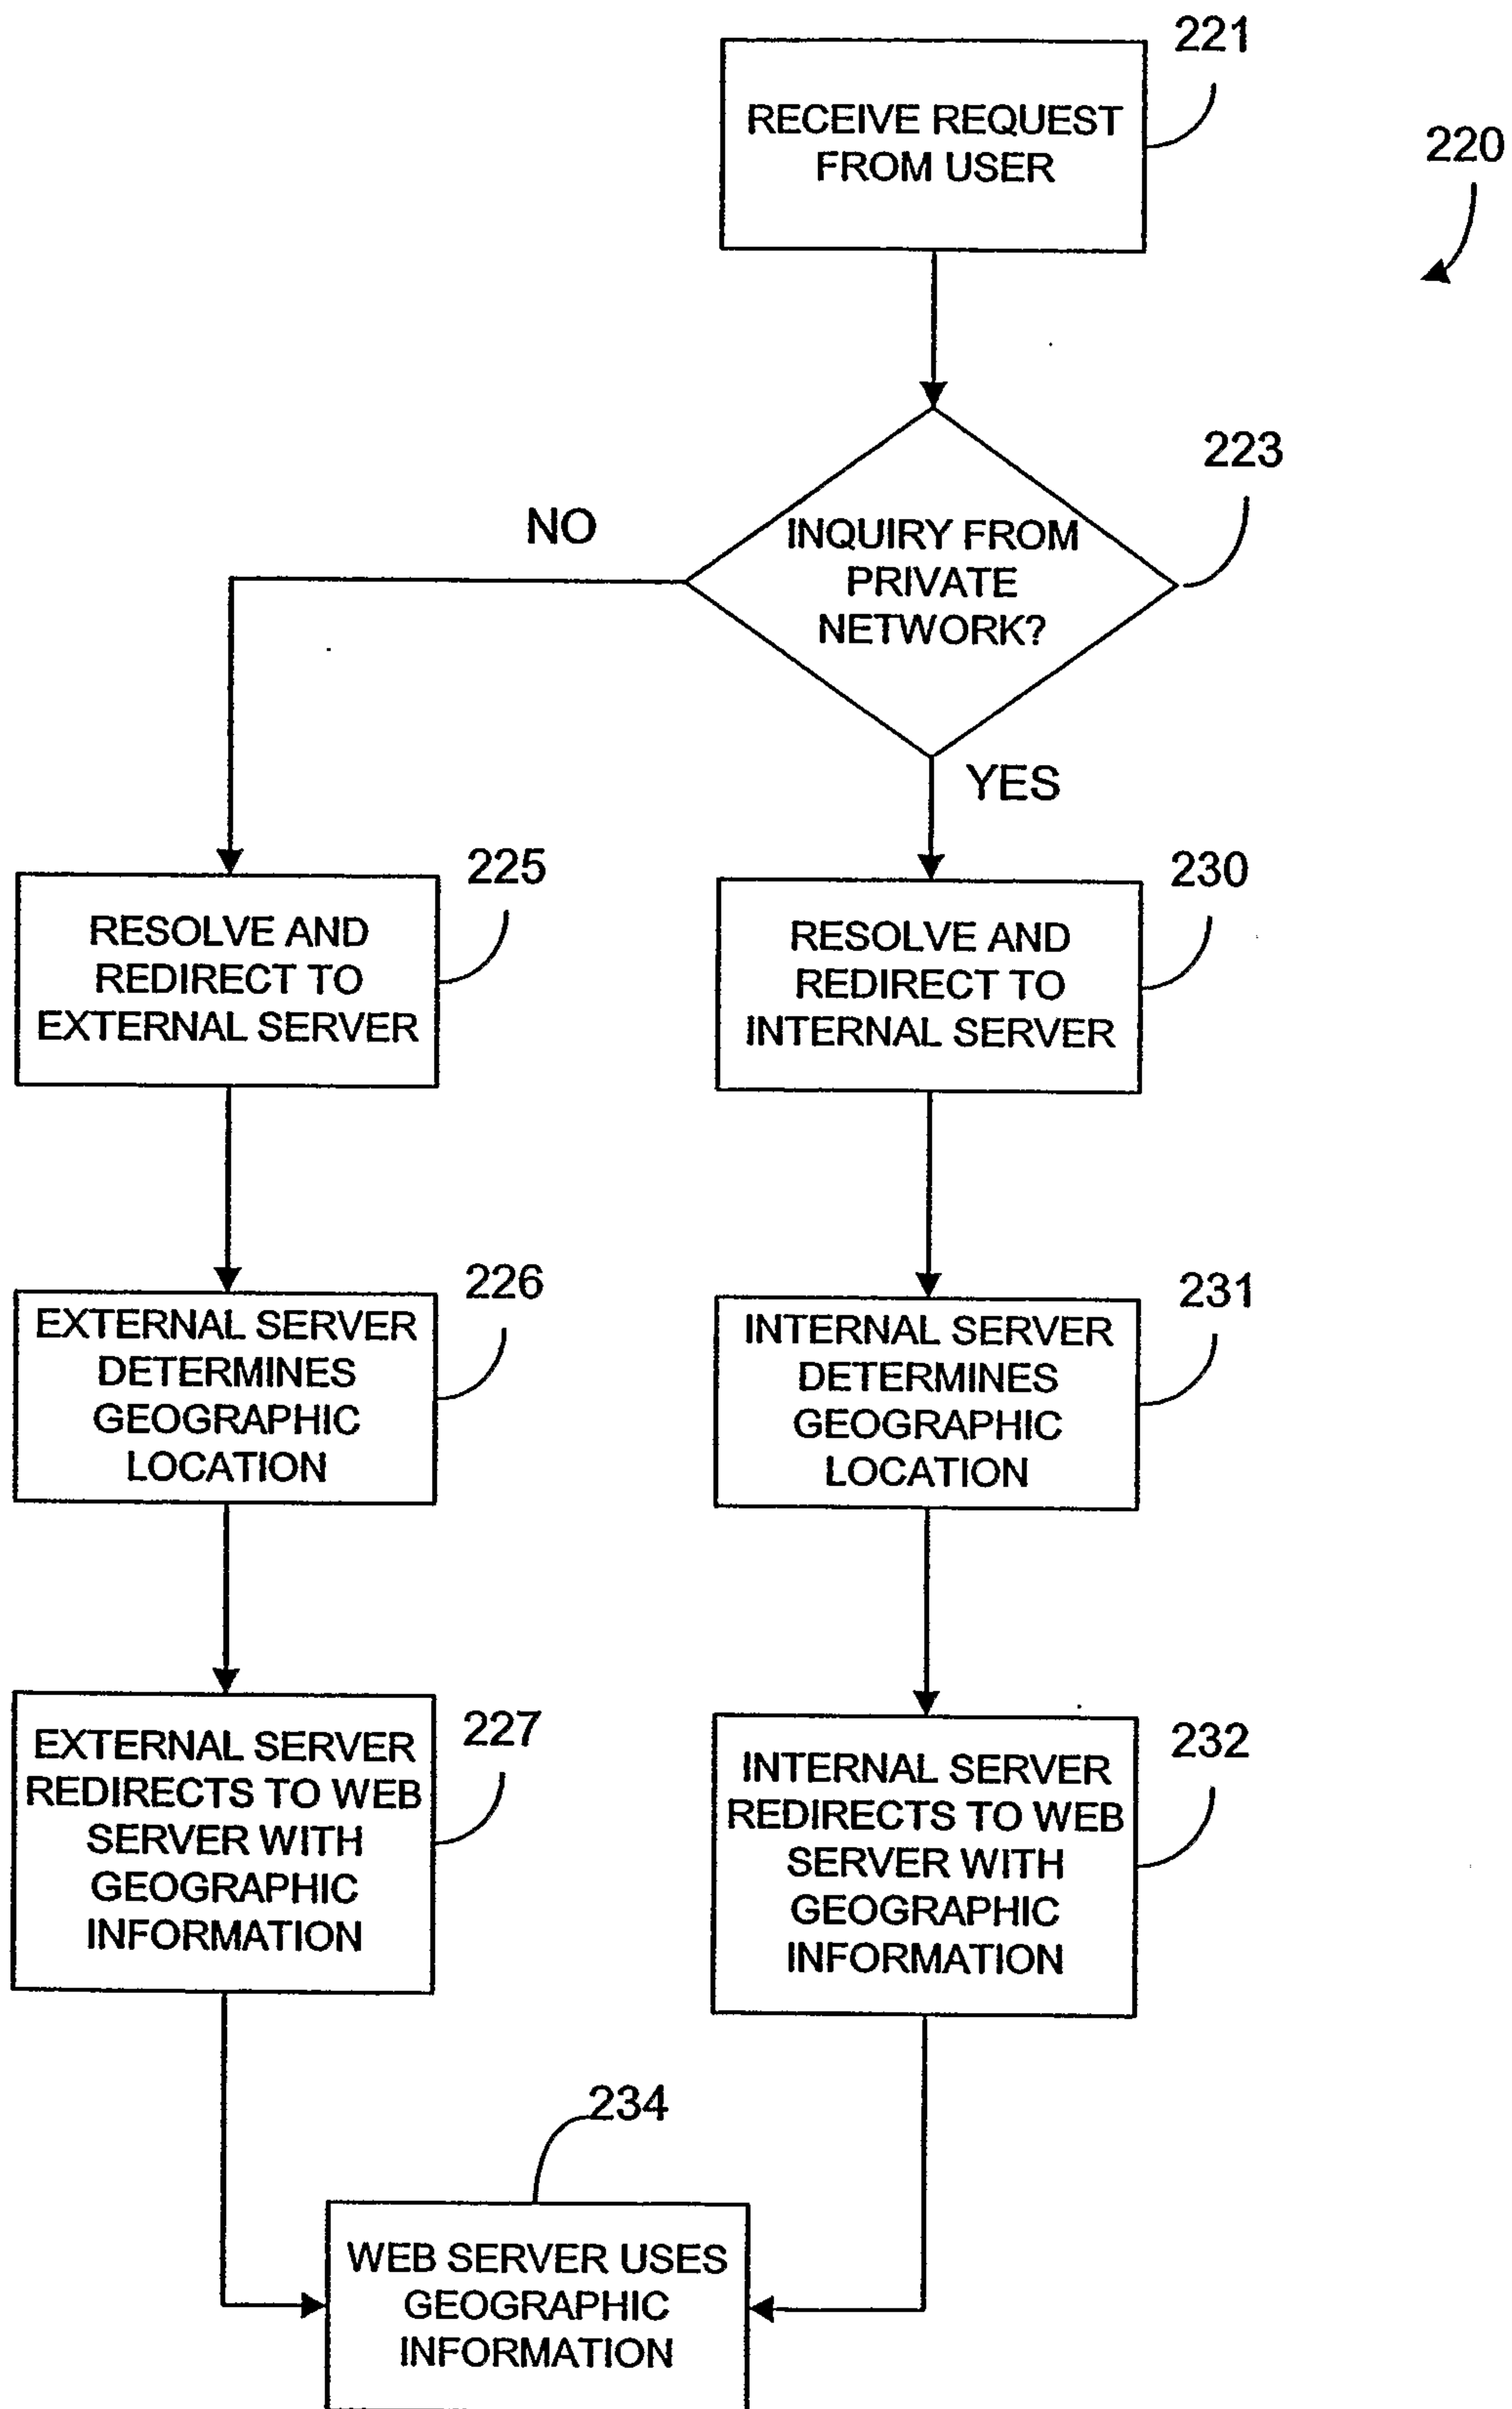 221
RECEIVE REQUEST
FROM USER
220
223
INQUIRY FROM
PRIVATE
NETWORK?
NO
YES
225
RESOLVE AND
REDIRECT TO
EXTERNAL SERVER
230
RESOLVE AND
REDIRECT TO
INTERNAL SERVER
226
EXTERNAL SERVER
DETERMINES
GEOGRAPHIC
LOCATION
231
INTERNAL SERVER
DETERMINES
GEOGRAPHIC
LOCATION
227
EXTERNAL SERVER
REDIRECTS TO WEB
SERVER WITH
GEOGRAPHIC
INFORMATION
232
INTERNAL SERVER
REDIRECTS TO WEB
SERVER WITH
GEOGRAPHIC
INFORMATION
234
WEB SERVER USES
GEOGRAPHIC
INFORMATION